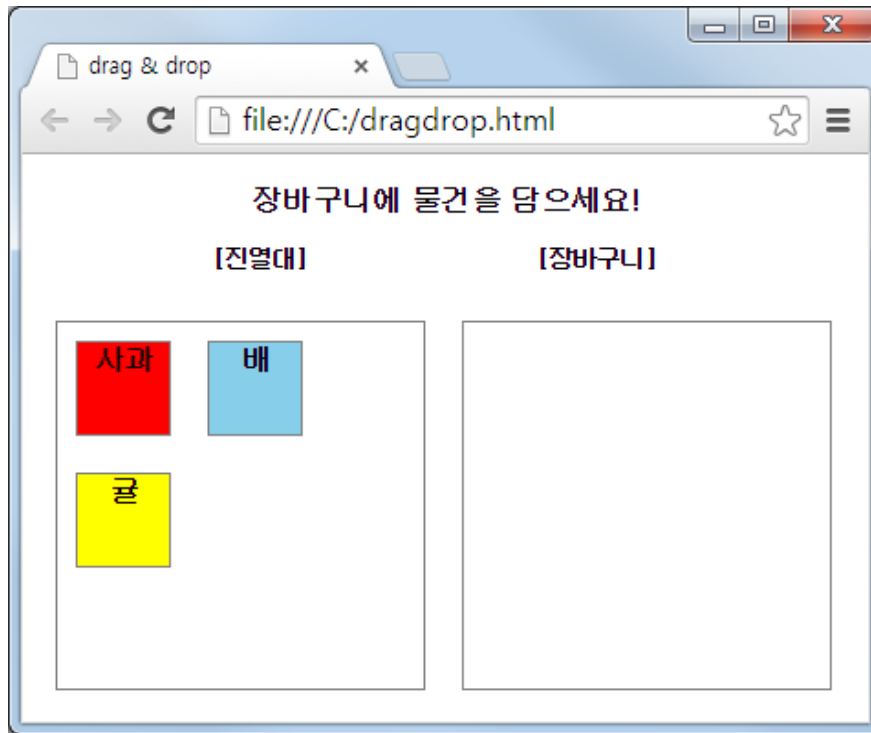 drag & drop
file:///C:/dragdrop.html
장바구니에 물건을 담으세요!
[진열대] [장바구니]
사과 배
귤